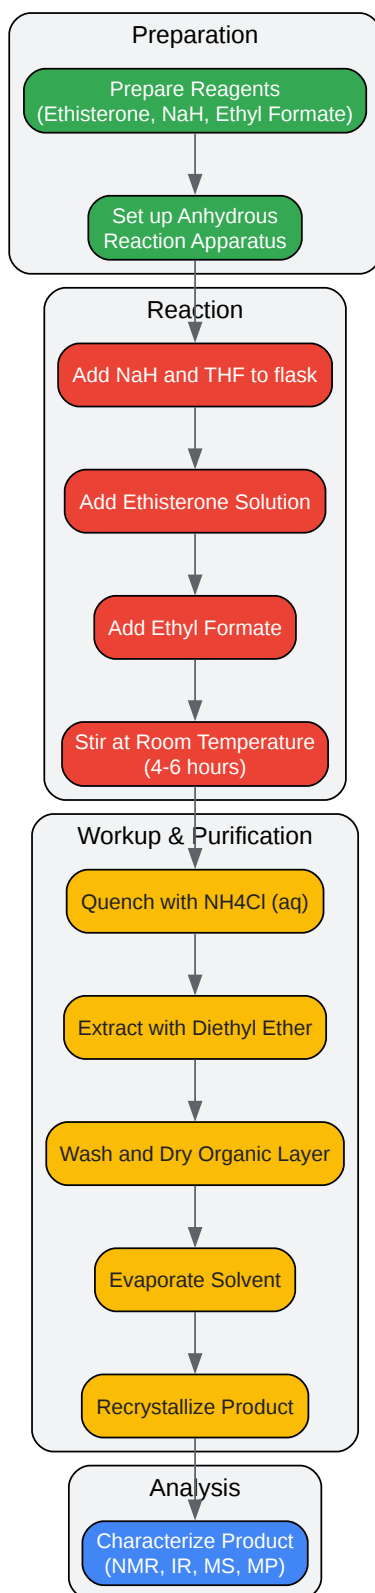 Preparation
Prepare Reagents
(Ethisterone, NaH, Ethyl Formate)
Set up Anhydrous
Reaction Apparatus
Reaction
Add NaH and THF to flask
Add Ethisterone Solution
Add Ethyl Formate
Stir at Room Temperature
(4-6 hours)
Workup & Purification
Quench with NH4Cl (aq)
Extract with Diethyl Ether
Wash and Dry Organic Layer
Evaporate Solvent
Recrystallize Product
Analysis
Characterize Product
(NMR, IR, MS, MP)